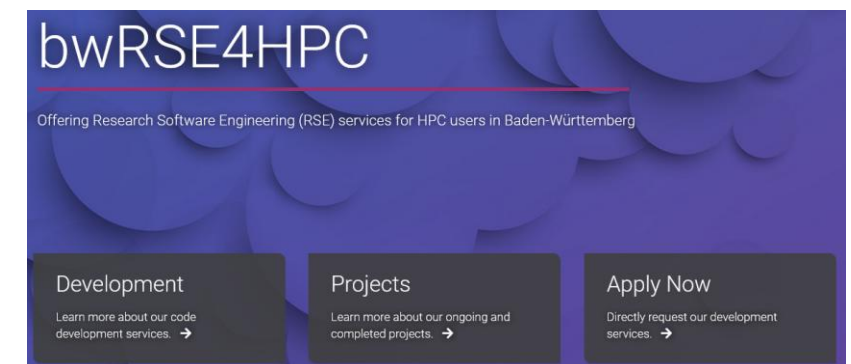 bwRSE4HPC
Offering Research Software Engineering (RSE) services for HPC users in Baden-Württemberg
Development
Learn more about our code
development services. →
Projects
Learn more about our ongoing and
completed projects. →
Apply Now
Directly request our development
services. →